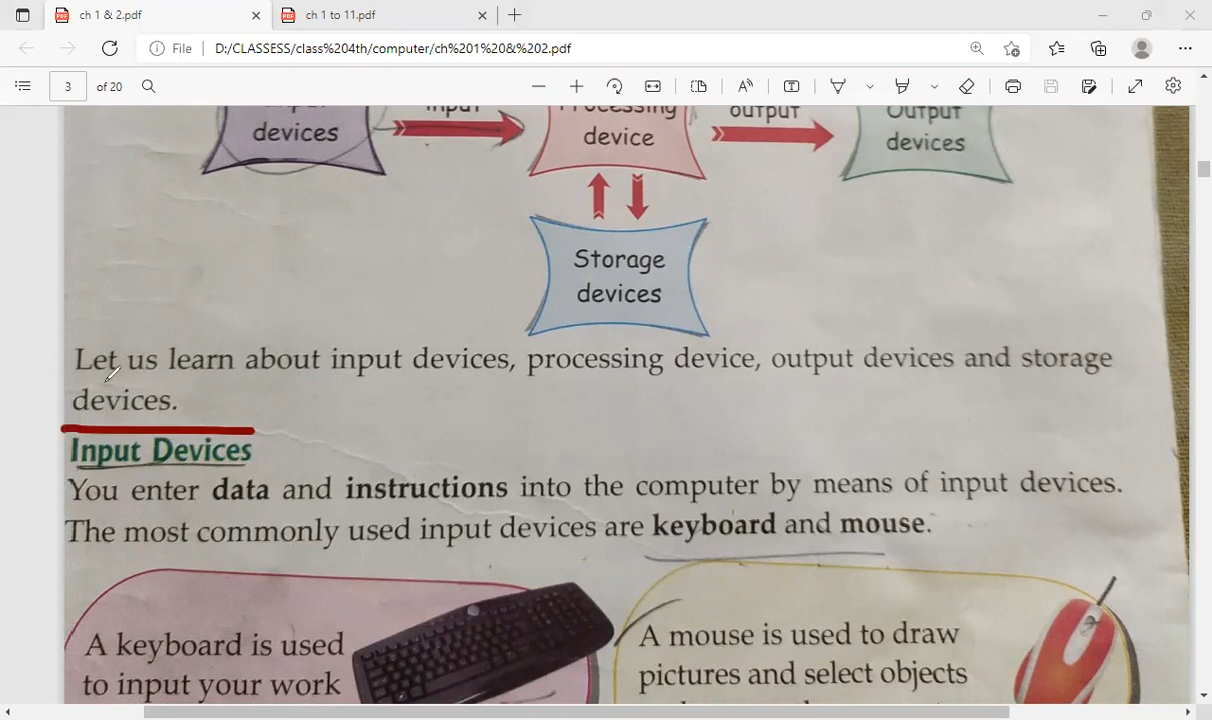 ch 1 & 2.pdf
ch 1 to 11.pdf
File
D:/CLASSESS/class%204th/computer/ch%201%20&%202.pdf
3 of 20
devices
input
Processing
device
output
Output
devices
Storage
devices
Let us learn about input devices, processing device, output devices and storage
devices.
Input Devices
You enter data and instructions into the computer by means of input devices.
The most commonly used input devices are keyboard and mouse.
A keyboard is used
to input your work
A mouse is used to draw
pictures and select objects